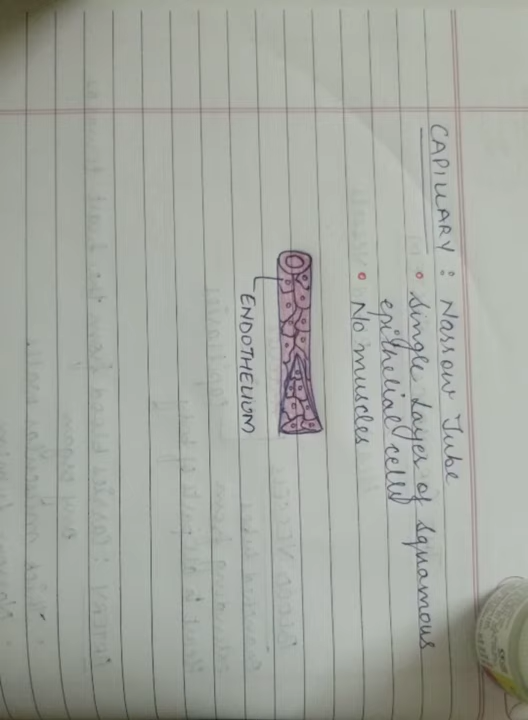 CAPILLARY : Narrow Tube
• Single layer of squamous
epithelial cells
• No muscles
ENDOTHELIUM